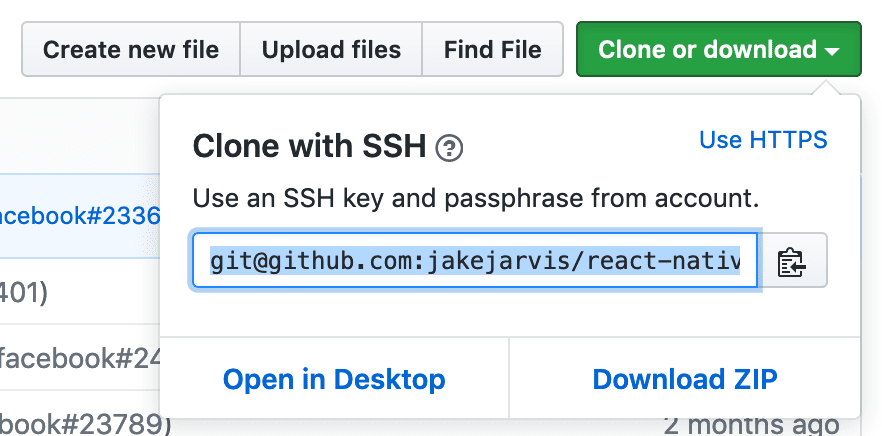 Create new file Upload files Find File Clone or download
Clone with SSH ?
Use HTTPS
Use an SSH key and passphrase from account.
acebook#2336
git@github.com:jakejarvis/react-nativ
401)
facebook#24
Open in Desktop Download ZIP
book#23789) 2 months ago